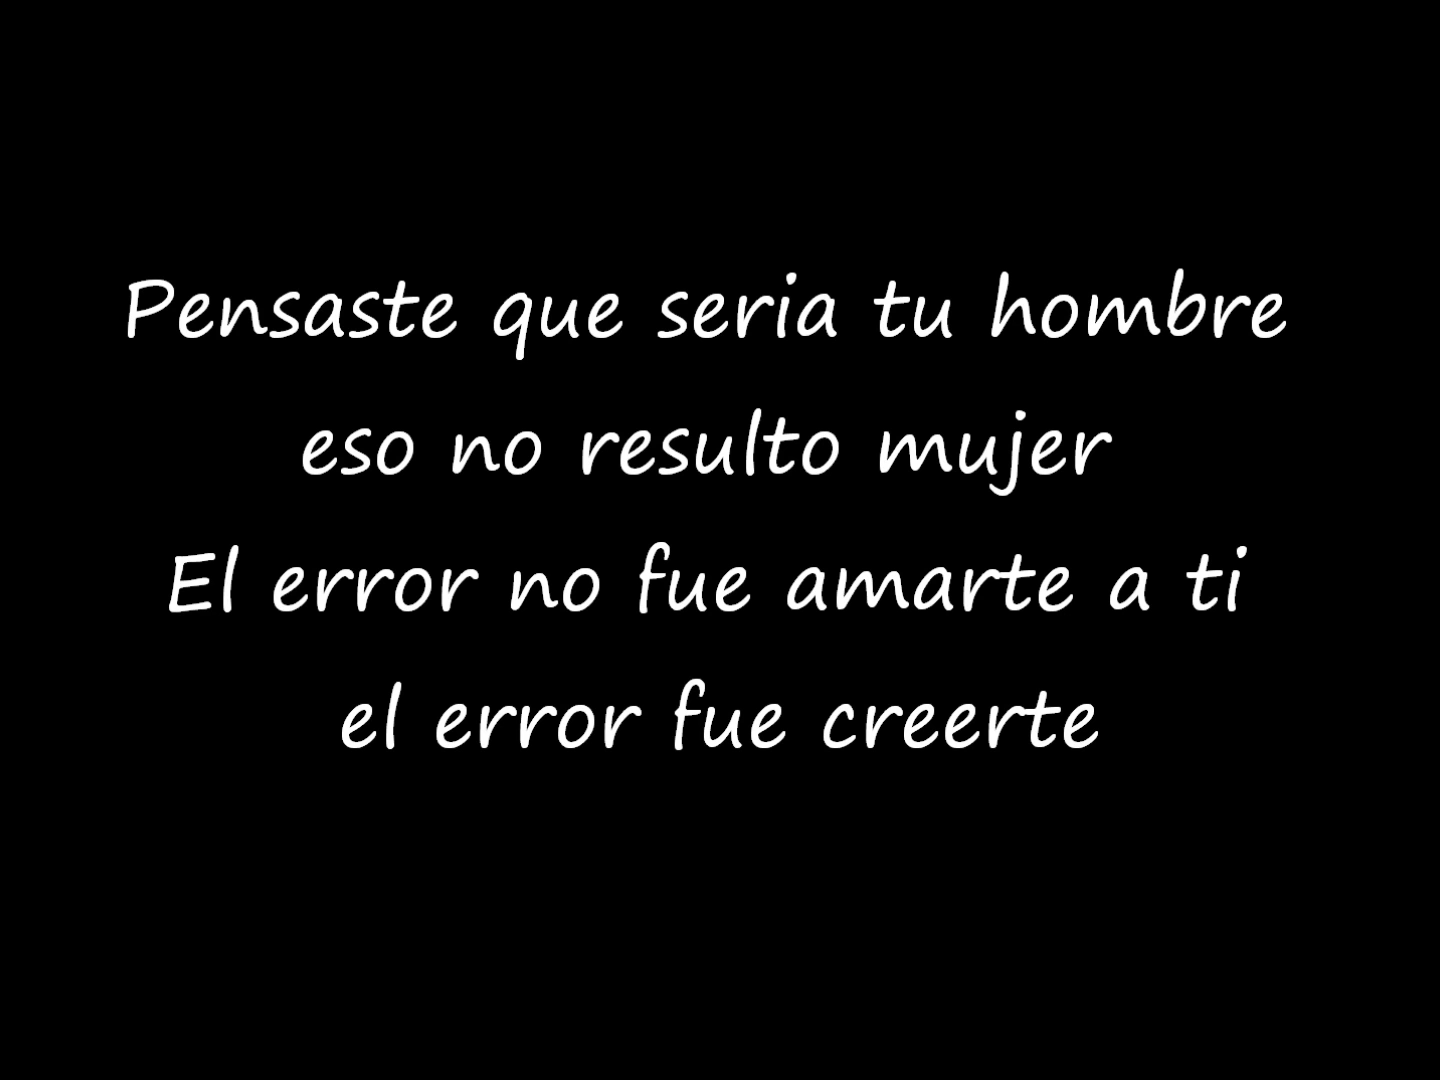 Pensaste que seria tu hombre
eso no resulto mujer
El error no fue amarte a ti
el error fue creerte